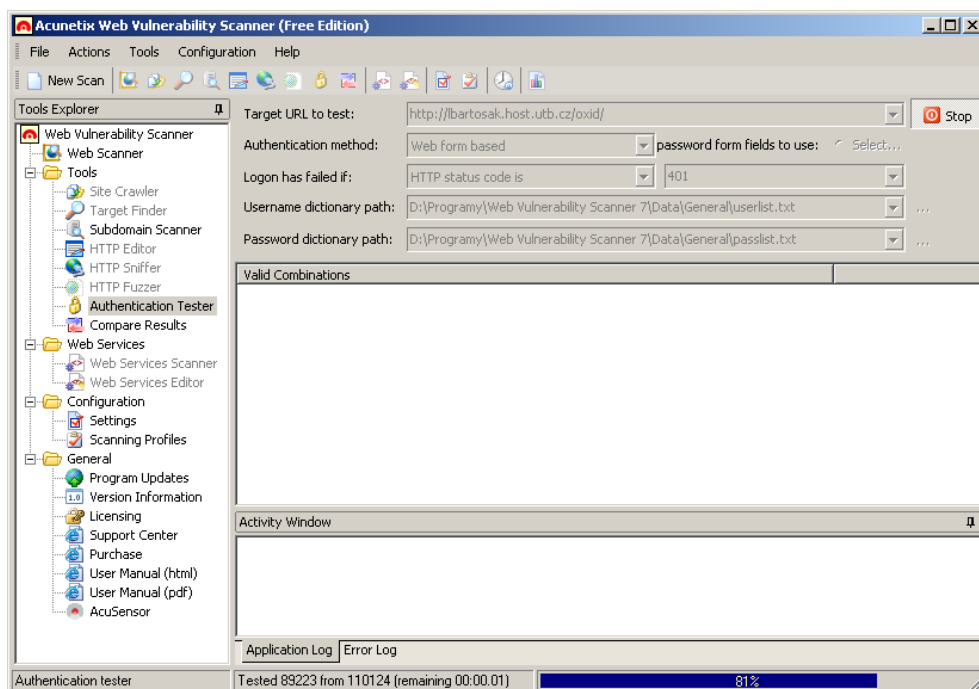 Acunetix Web Vulnerability Scanner (Free Edition)
File Actions Tools Configuration Help
New Scan
Tools Explorer
Web Vulnerability Scanner
Web Scanner
Tools
Site Crawler
Target Finder
Subdomain Scanner
HTTP Editor
HTTP Sniffer
HTTP Fuzzer
Authentication Tester
Compare Results
Web Services
Web Services Scanner
Web Services Editor
Configuration
Settings
Scanning Profiles
General
Program Updates
1.0 Version Information
Licensing
Support Center
Purchase
User Manual (html)
User Manual (pdf)
AcuSensor
Target URL to test: http://lbartosak.host.utb.cz/oxid/ Stop
Authentication method: Web form based password form fields to use: Select...
Logon has failed if: HTTP status code is 401
Username dictionary path: D:\Programy\Web Vulnerability Scanner 7\Data\General\userlist.txt ...
Password dictionary path: D:\Programy\Web Vulnerability Scanner 7\Data\General\passlist.txt ...
Valid Combinations
Activity Window
Application Log Error Log
Authentication tester Tested 89223 from 110124 (remaining 00:00.01) 81%